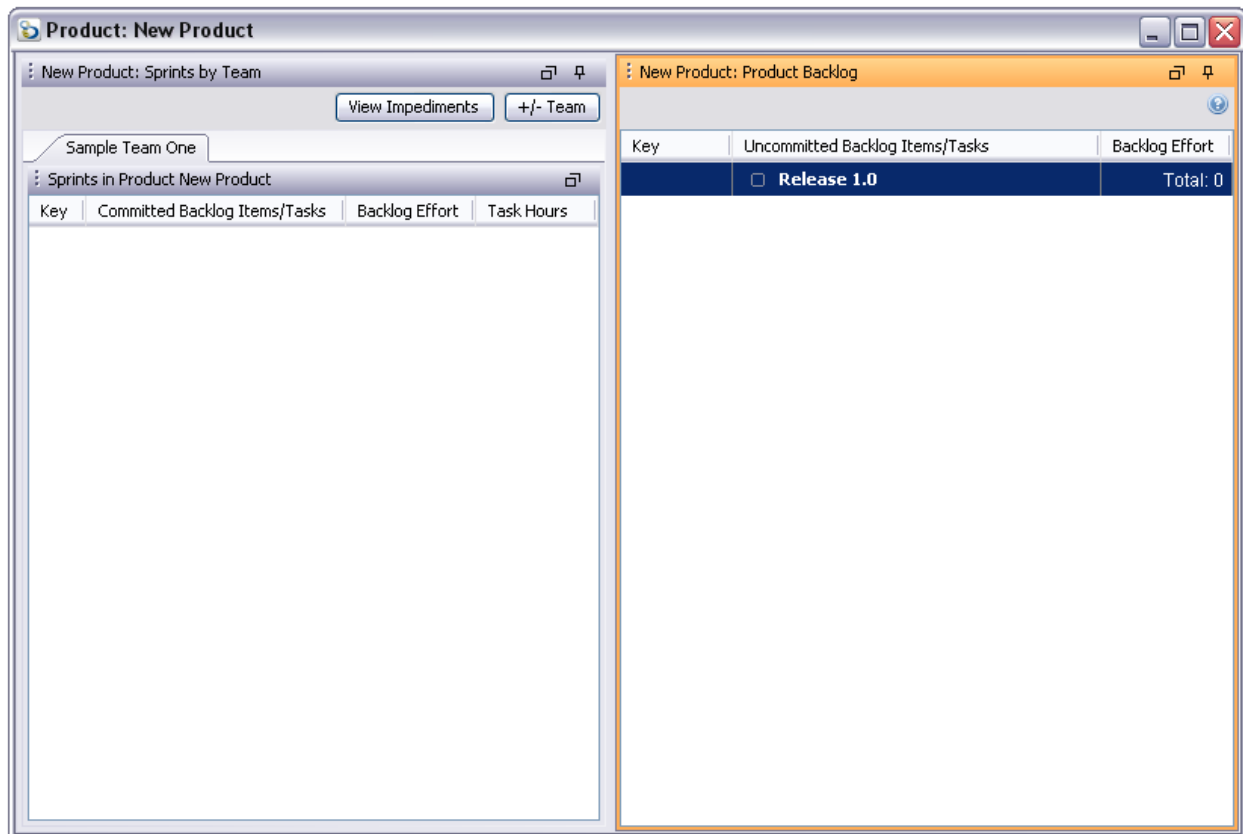 Product: New Product
New Product: Sprints by Team
View Impediments +/- Team
Sample Team One
Sprints in Product New Product
Key Committed Backlog Items/Tasks Backlog Effort Task Hours
New Product: Product Backlog
Key Uncommitted Backlog Items/Tasks Backlog Effort
Release 1.0 Total: 0